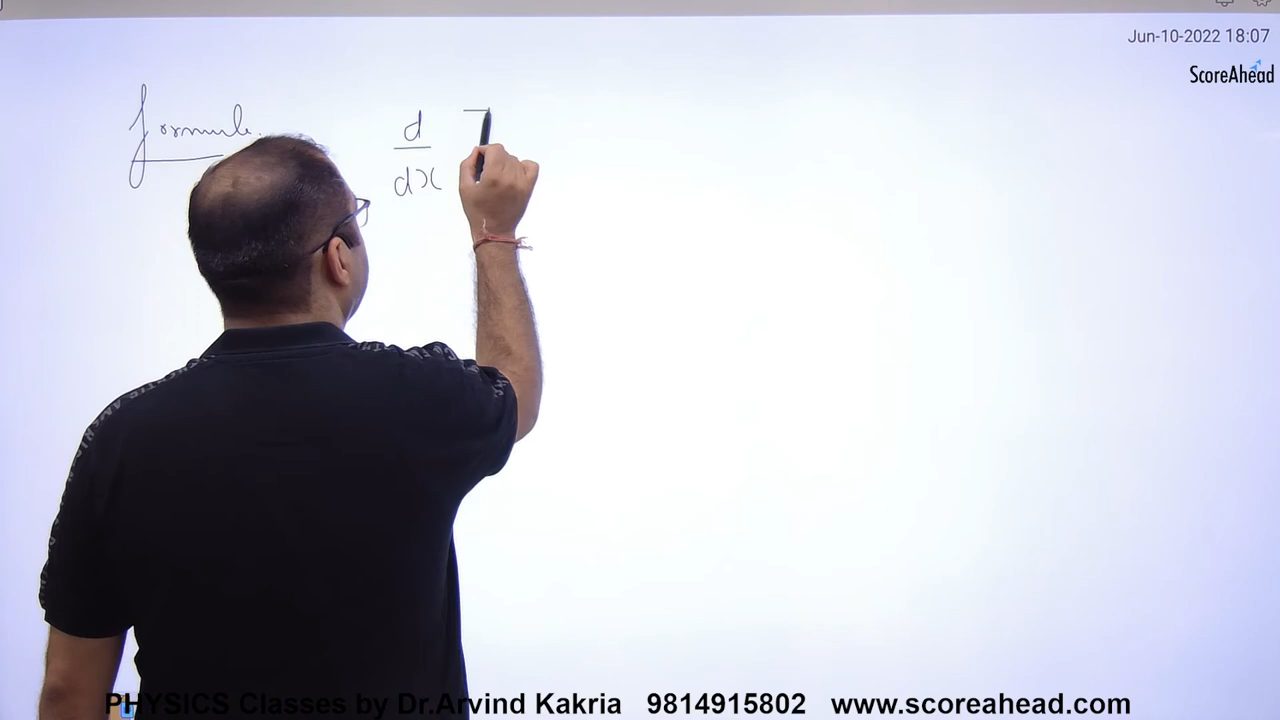 Jun-10-2022 18:07
ScoreAhead
formula
d
dx
PHYSICS Classes by Dr.Arvind Kakria 9814915802 www.scoreahead.com